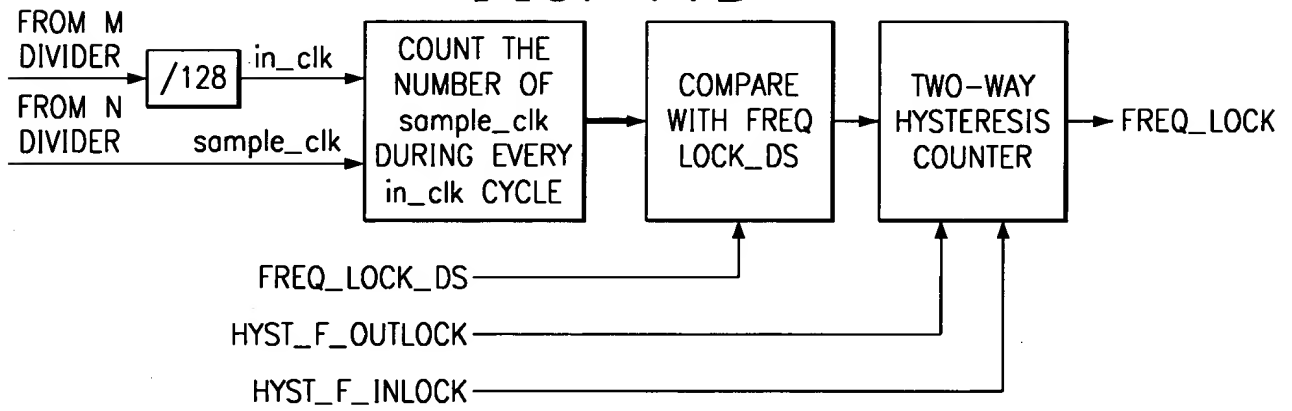 FROM M
DIVIDER
/128
in_clk
FROM N
DIVIDER
sample_clk
COUNT THE
NUMBER OF
sample_clk
DURING EVERY
in_clk CYCLE
COMPARE
WITH FREQ
LOCK_DS
TWO-WAY
HYSTERESIS
COUNTER
FREQ_LOCK
FREQ_LOCK_DS
HYST_F_OUTLOCK
HYST_F_INLOCK